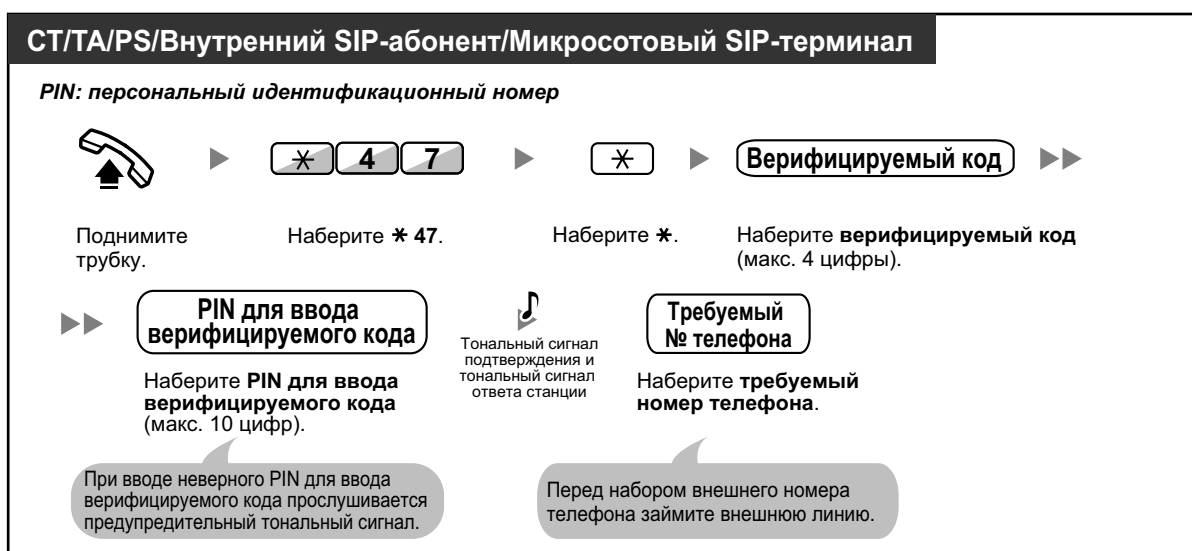 СТ/ТА/PS/Внутренний SIP-абонент/Микросотовый SIP-терминал
PIN: персональный идентификационный номер
* 4 7
*
Верифицируемый код
Поднимите
трубку.
Наберите * 47.
Наберите *.
Наберите верифицируемый код
(макс. 4 цифры).
PIN для ввода
верифицируемого кода
Тональный сигнал
подтверждения и
тональный сигнал
ответа станции
Требуемый
№ телефона
Наберите PIN для ввода
верифицируемого кода
(макс. 10 цифр).
Наберите требуемый
номер телефона.
При вводе неверного PIN для ввода
верифицируемого кода прослушивается
предупредительный тональный сигнал.
Перед набором внешнего номера
телефона займите внешнюю линию.